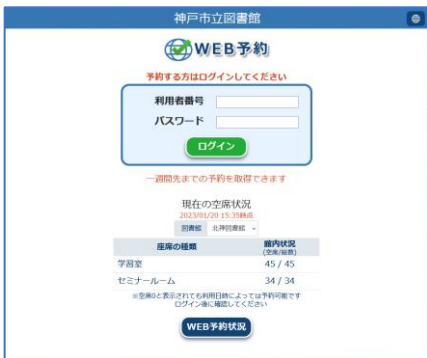 神戸市立図書館
WEB予約
予約する方はログインしてください
利用者番号
パスワード
ログイン
一週間先までの予約を取得できます
現在の空席状況
2023/01/20 15:35時点
図書館 北神図書館
座席の種類 館内状況
(空席/総数)
学習室 45 / 45
セミナールーム 34 / 34
※空席0と表示されても利用日時によっては予約可能です
ログイン後に確認してください
WEB予約状況